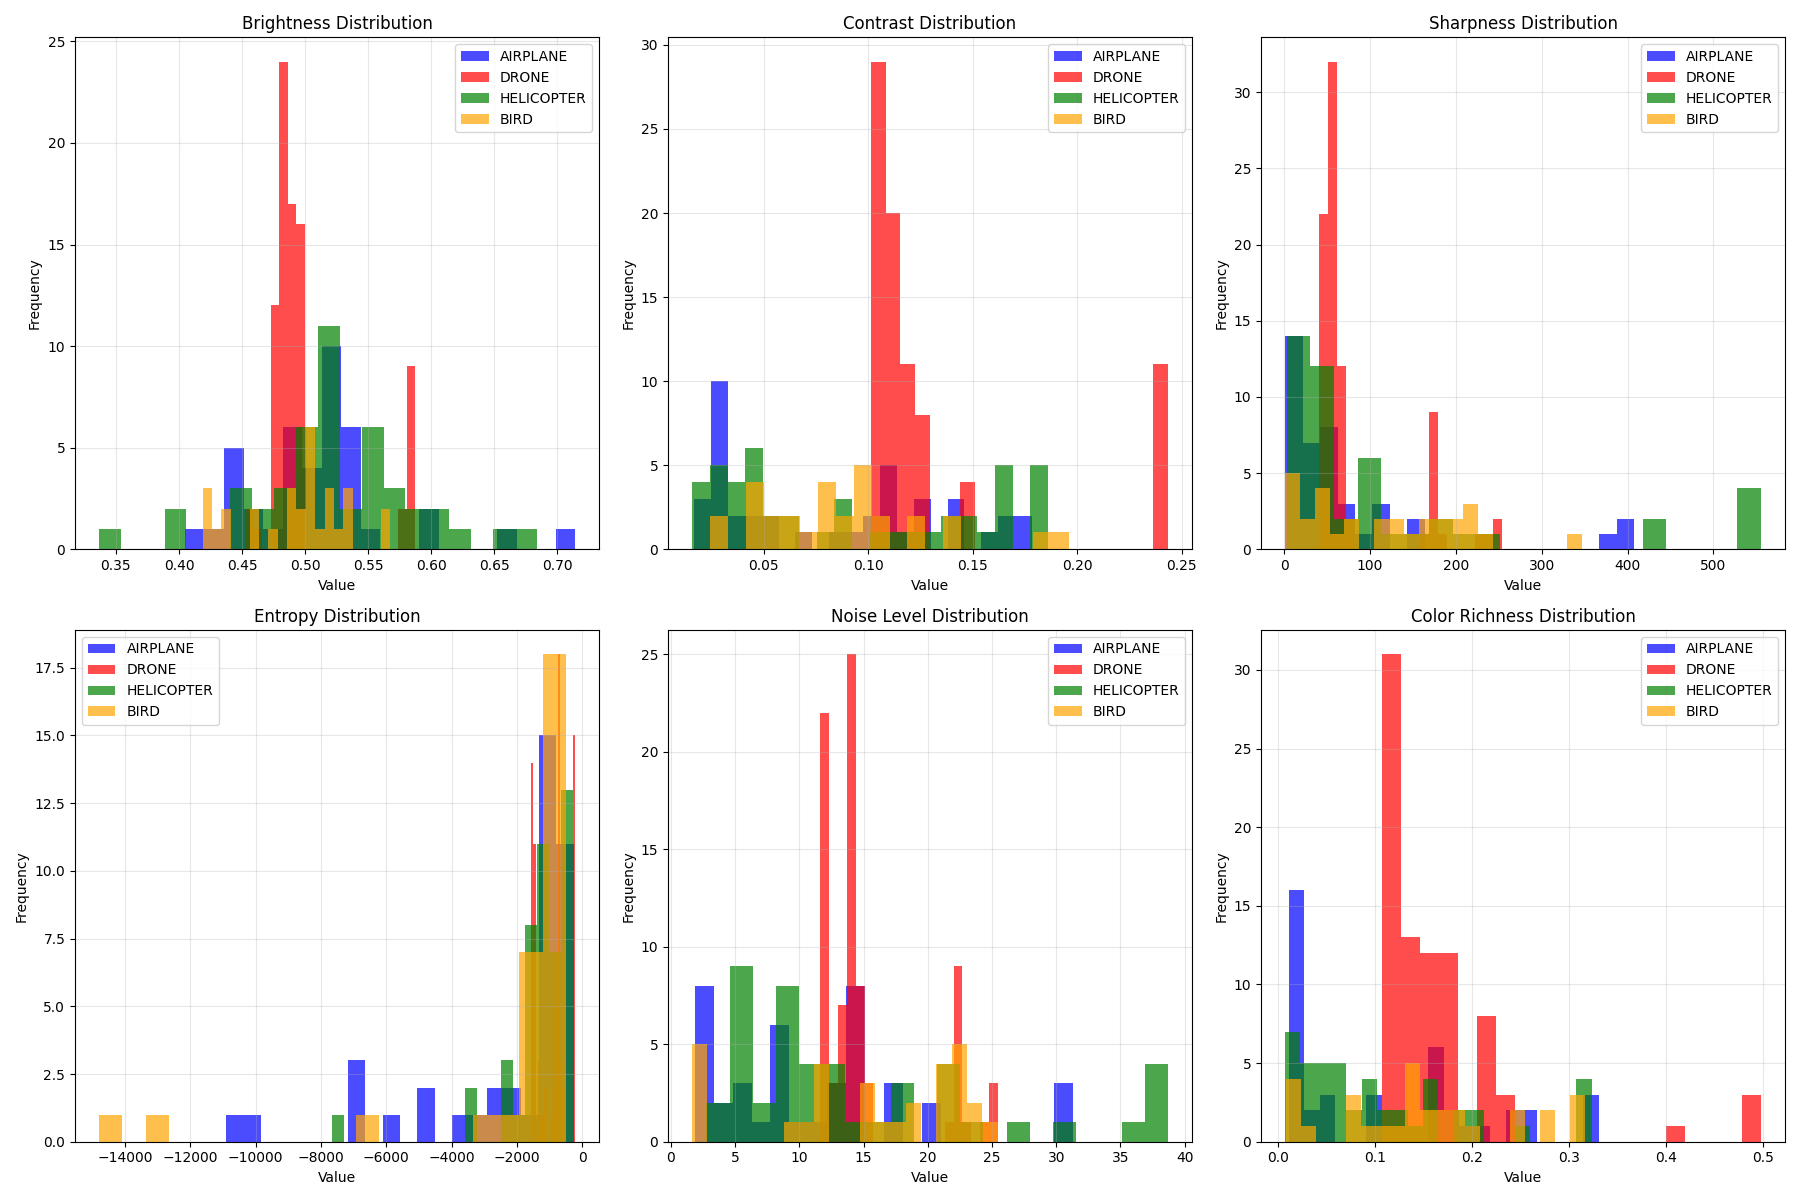 Brightness Distribution
25
20
15
10
5
0
Frequency
0.35 0.40 0.45 0.50 0.55 0.60 0.65 0.70
Value
AIRPLANE
DRONE
HELICOPTER
BIRD
Contrast Distribution
30
25
20
15
10
5
0
Frequency
0.05 0.10 0.15 0.20 0.25
Value
AIRPLANE
DRONE
HELICOPTER
BIRD
Sharpness Distribution
30
25
20
15
10
5
0
Frequency
0 100 200 300 400 500
Value
AIRPLANE
DRONE
HELICOPTER
BIRD
Entropy Distribution
17.5
15.0
12.5
10.0
7.5
5.0
2.5
0.0
Frequency
−14000 −12000 −10000 −8000 −6000 −4000 −2000 0
Value
AIRPLANE
DRONE
HELICOPTER
BIRD
Noise Level Distribution
25
20
15
10
5
0
Frequency
0 5 10 15 20 25 30 35 40
Value
AIRPLANE
DRONE
HELICOPTER
BIRD
Color Richness Distribution
30
25
20
15
10
5
0
Frequency
0.0 0.1 0.2 0.3 0.4 0.5
Value
AIRPLANE
DRONE
HELICOPTER
BIRD